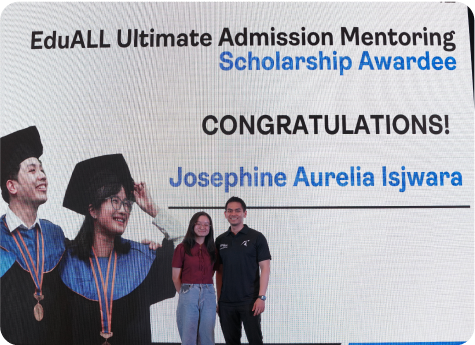 EduALL Ultimate Admission Mentoring
Scholarship Awardee
CONGRATULATIONS!
Josephine Aurelia Isjwara